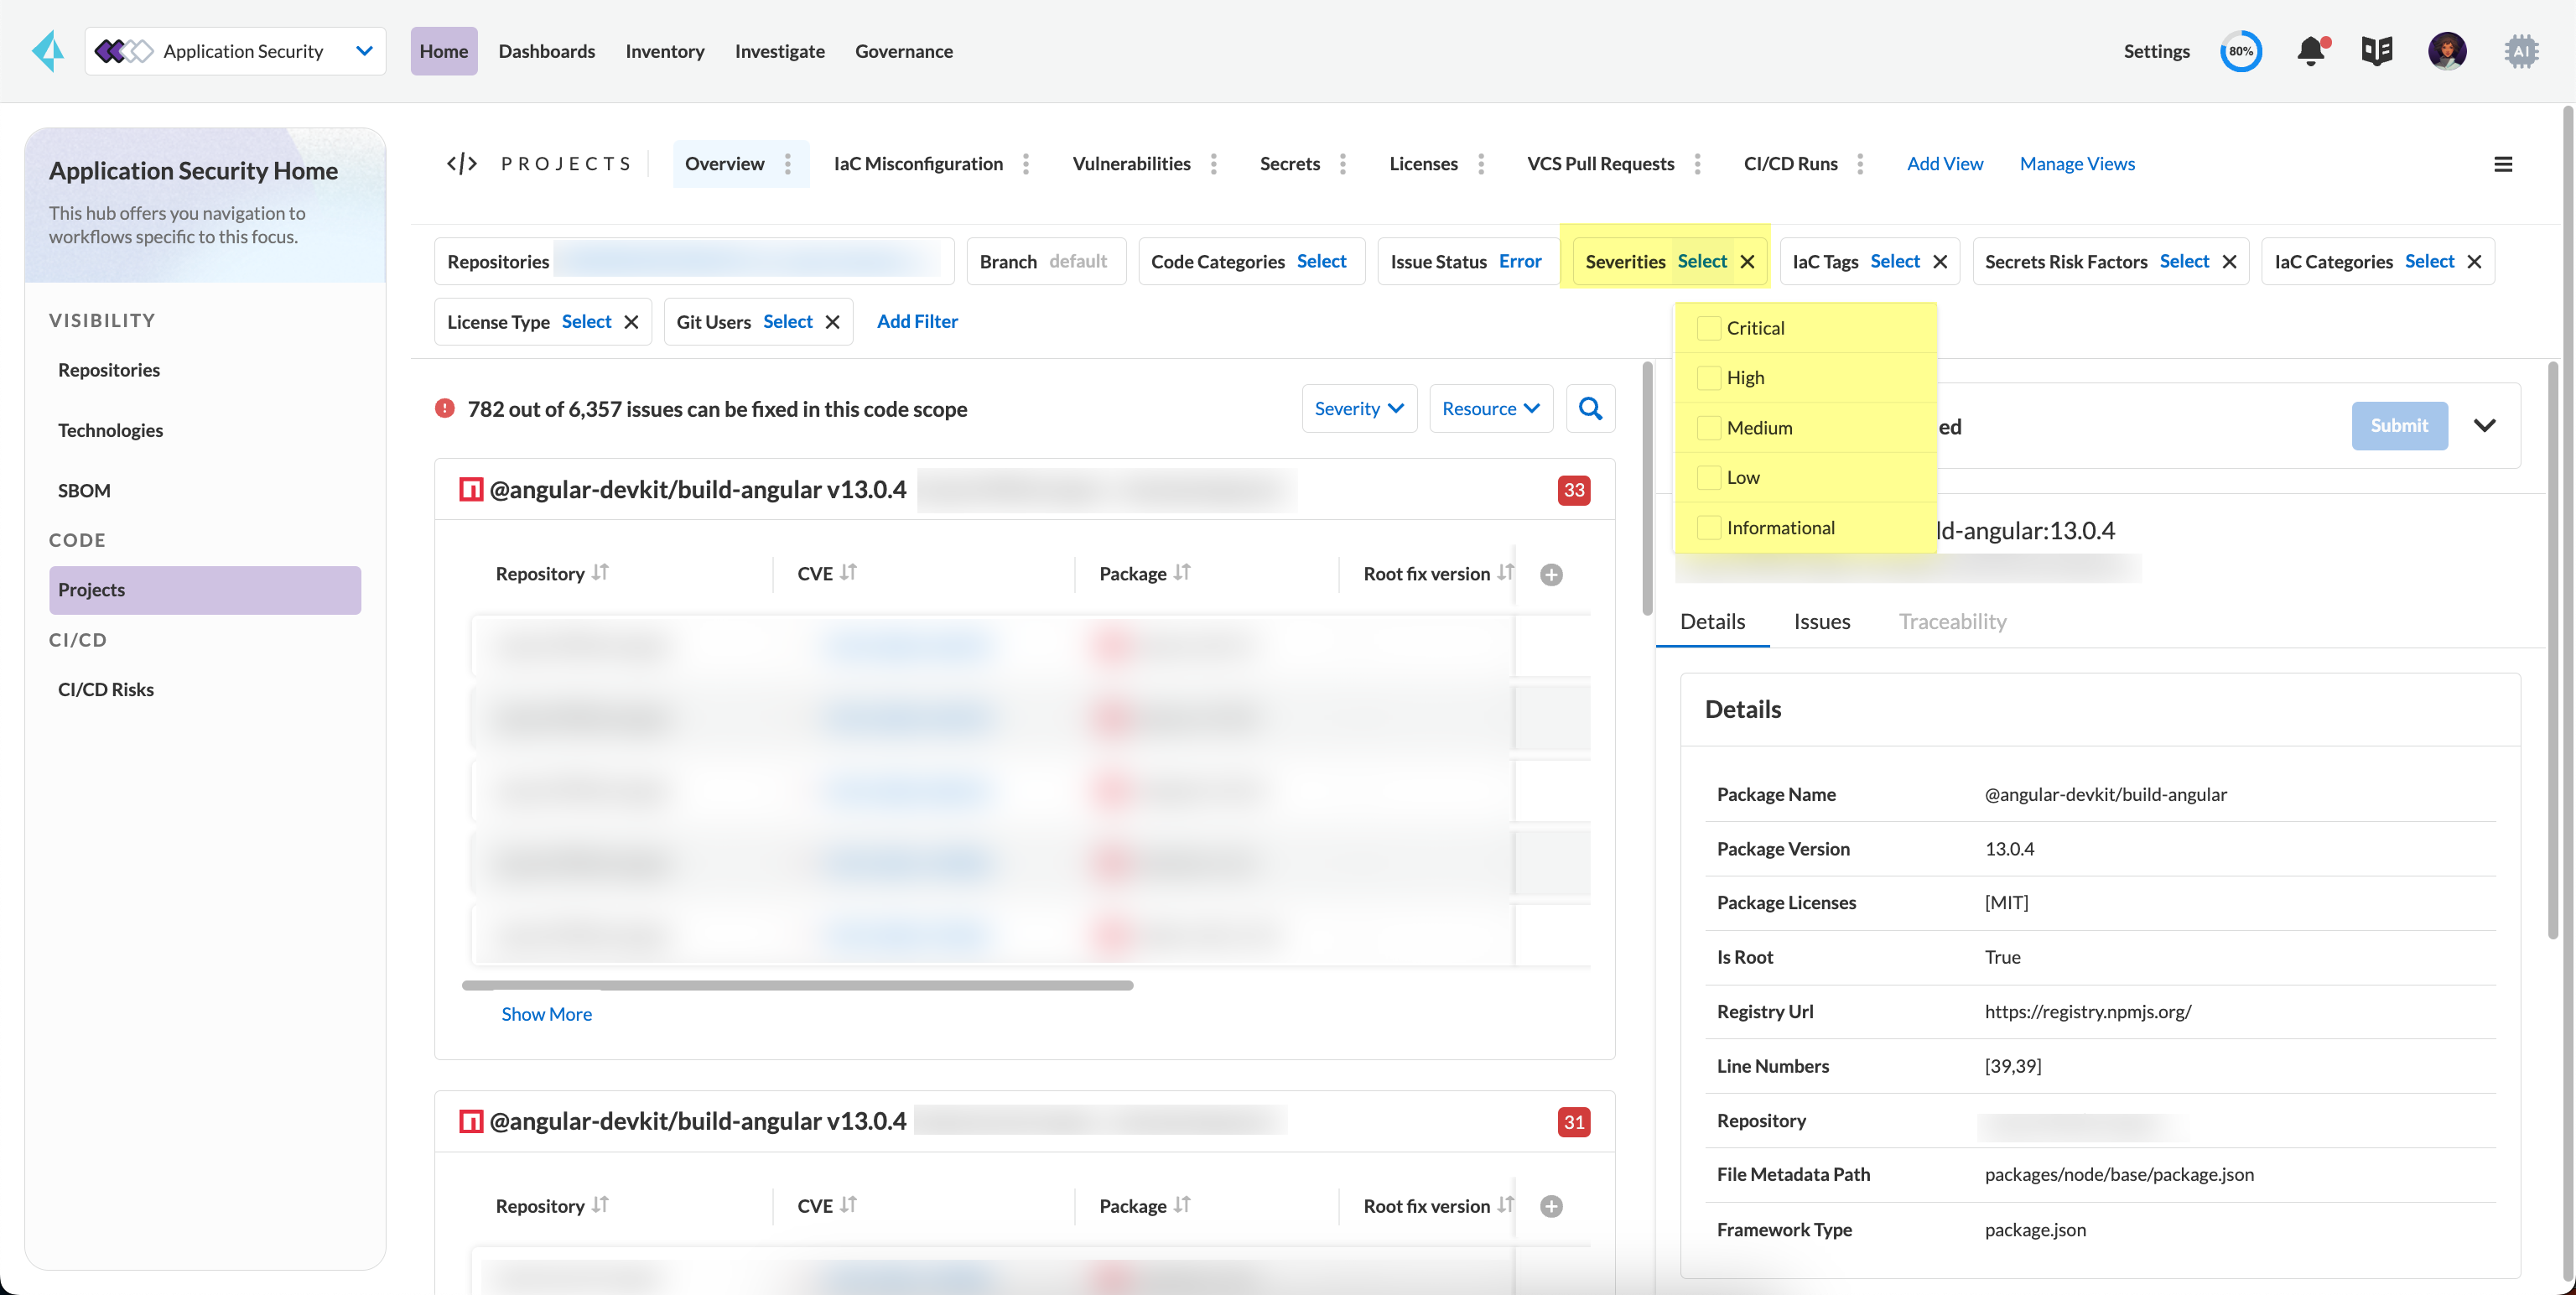 Application Security
Home
Dashboards
Inventory
Investigate
Governance
Settings
80%
AI
Application Security Home
This hub offers you navigation to
workflows specific to this focus.
VISIBILITY
Repositories
Technologies
SBOM
CODE
Projects
CI/CD
CI/CD Risks
</> PROJECTS
Overview
IaC Misconfiguration
Vulnerabilities
Secrets
Licenses
VCS Pull Requests
CI/CD Runs
Add View
Manage Views
Repositories
Branch default
Code Categories Select
Issue Status Error
Severities Select
IaC Tags Select
Secrets Risk Factors Select
IaC Categories Select
License Type Select
Git Users Select
Add Filter
Critical
High
Medium
Low
Informational
782 out of 6,357 issues can be fixed in this code scope
Severity
Resource
@angular-devkit/build-angular v13.0.4
33
Repository
CVE
Package
Root fix version
Show More
@angular-devkit/build-angular v13.0.4
31
Repository
CVE
Package
Root fix version
ed
Submit
ld-angular:13.0.4
Details
Issues
Traceability
Details
Package Name @angular-devkit/build-angular
Package Version 13.0.4
Package Licenses [MIT]
Is Root True
Registry Url https://registry.npmjs.org/
Line Numbers [39,39]
Repository
File Metadata Path packages/node/base/package.json
Framework Type package.json